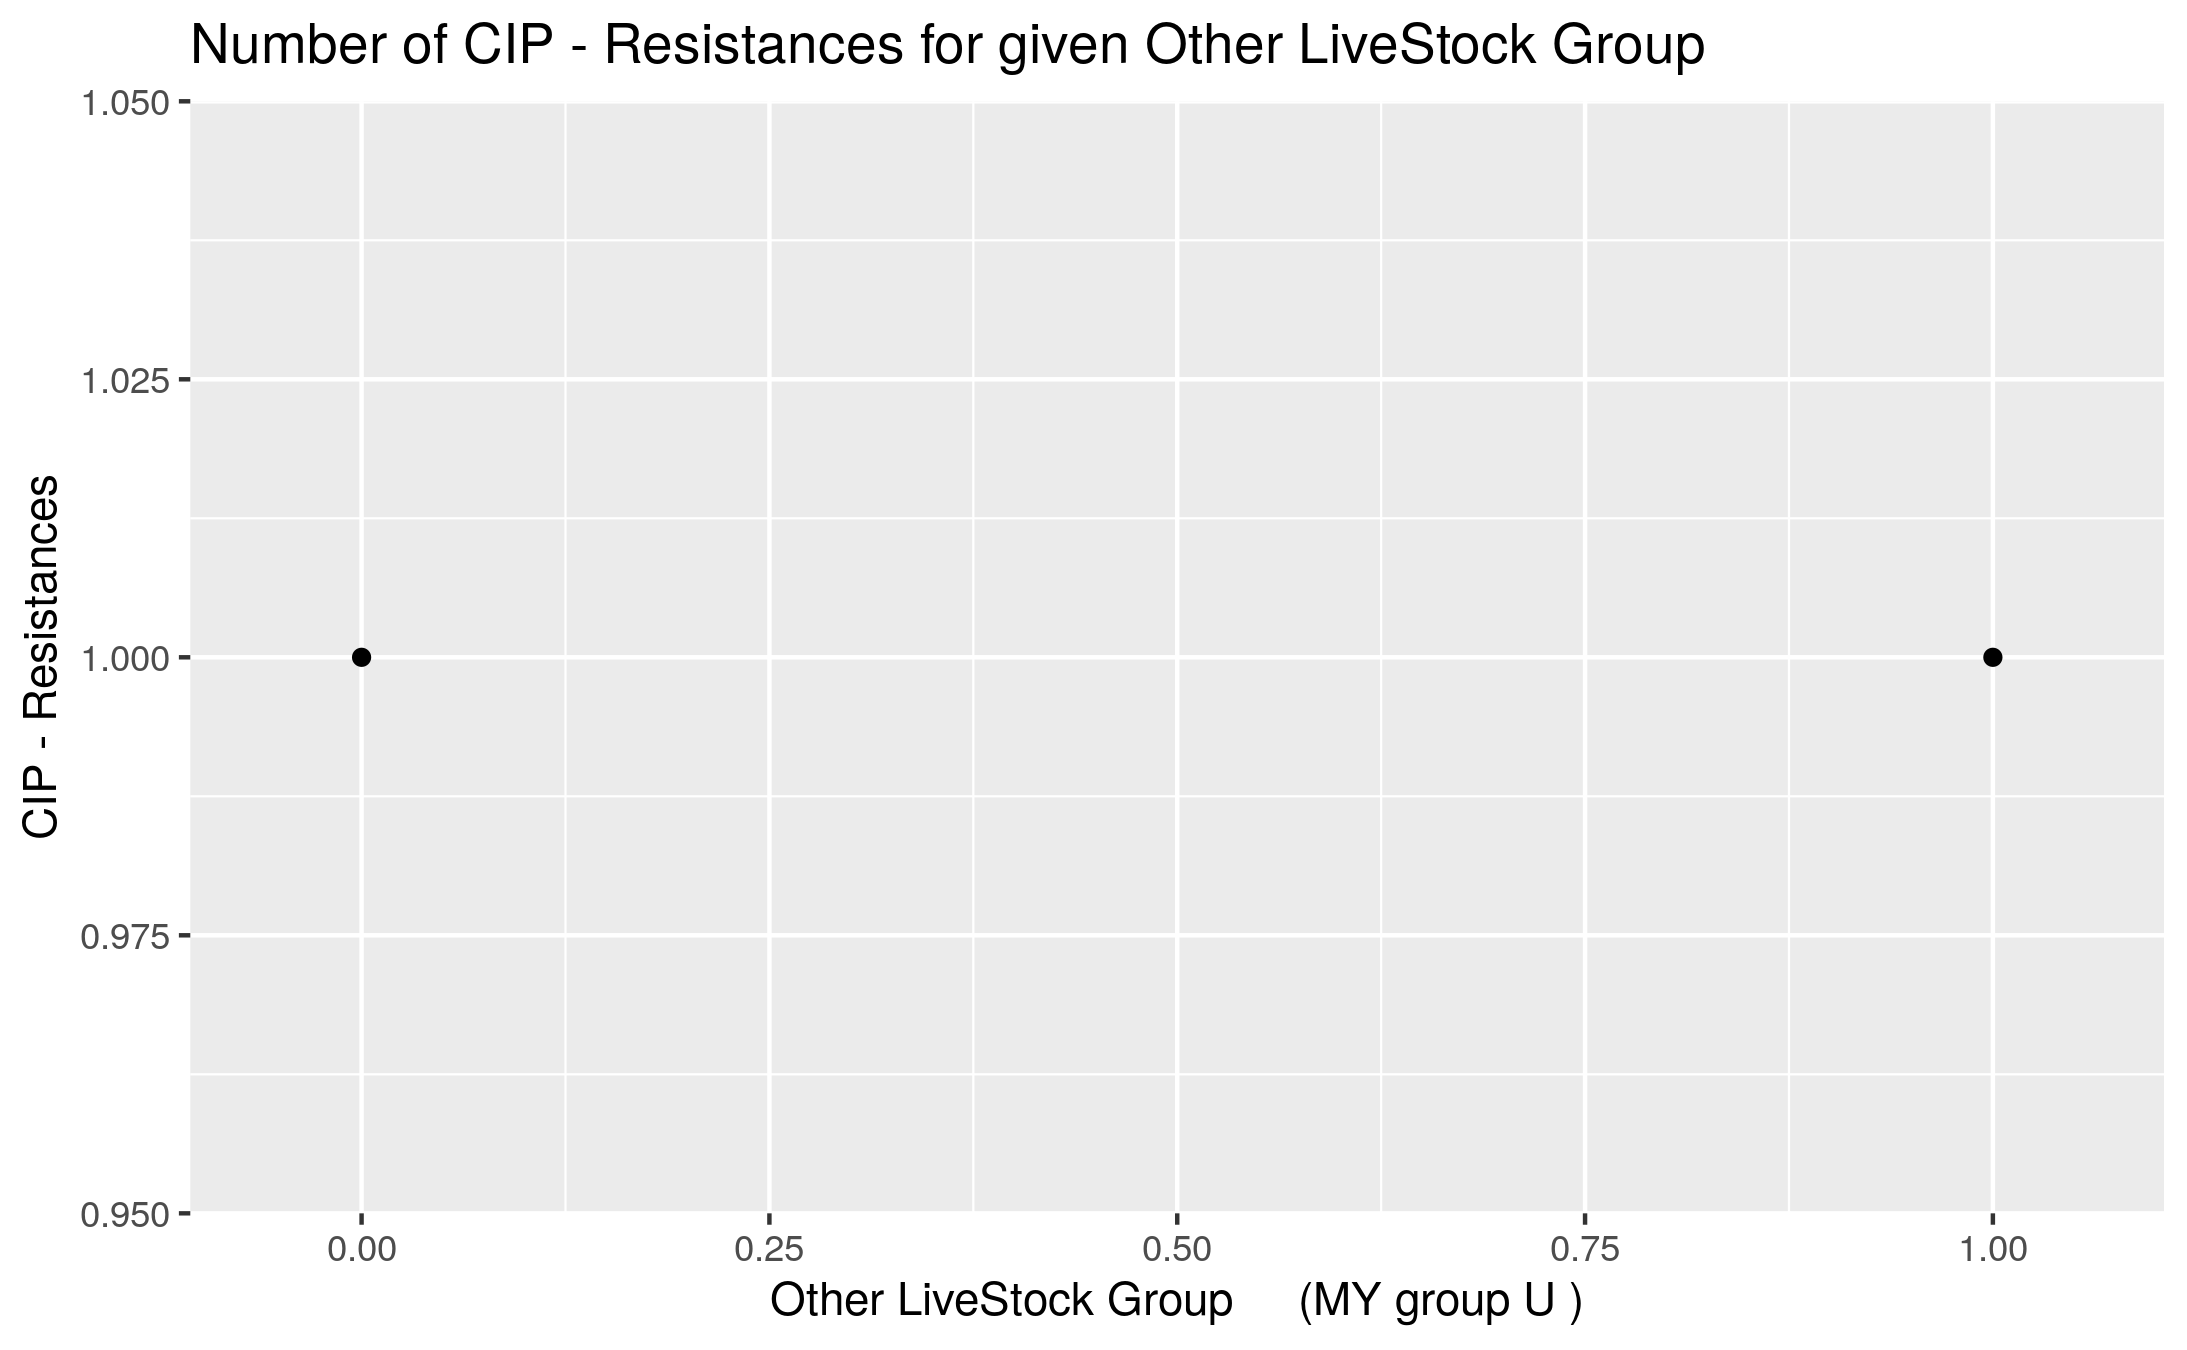 Number of CIP - Resistances for given Other LiveStock Group
1.050
1.025
1.000
0.975
0.950
CIP - Resistances
0.00 0.25 0.50 0.75 1.00
Other LiveStock Group (MY group U )